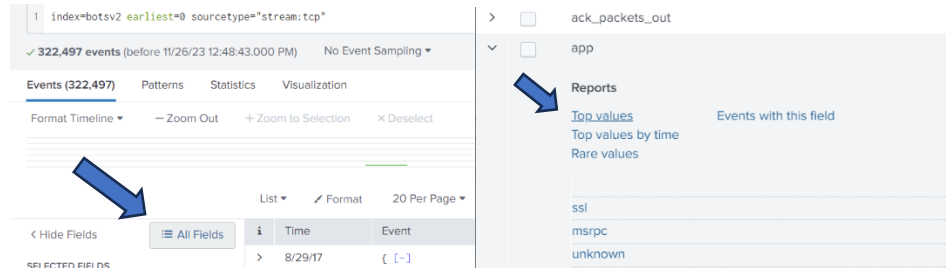 1 index=botsv2 earliest=0 sourcetype="stream:tcp"
✓ 322,497 events (before 11/26/23 12:48:43.000 PM) No Event Sampling ▾
Events (322,497) Patterns Statistics Visualization
Format Timeline ▾ — Zoom Out + Zoom to Selection × Deselect
List ▾ Format 20 Per Page ▾
< Hide Fields All Fields i Time Event
SELECTED FIELDS > 8/29/17 { [-]
> ack_packets_out
app
Reports
Top values Events with this field
Top values by time
Rare values
ssl
msrpc
unknown